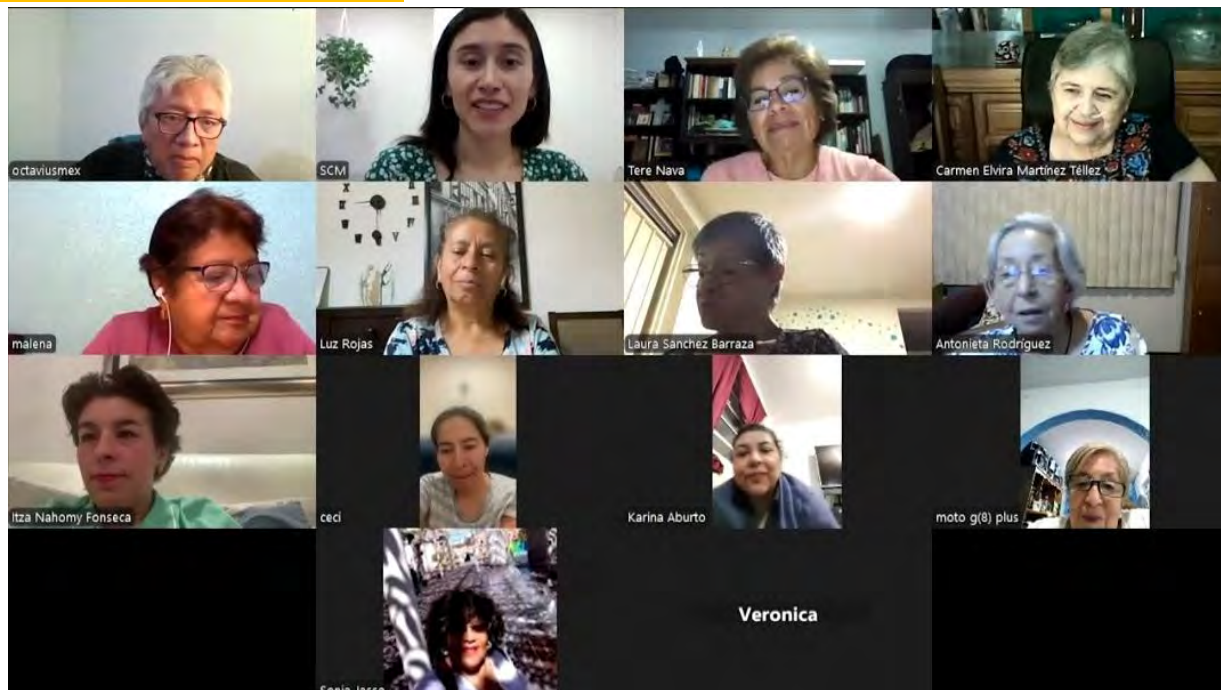 octaviusmex
SCM
Tere Nava
Carmen Elvira Martínez Téllez
malena
Luz Rojas
Laura Sanchez Barraza
Antonieta Rodríguez
Itza Nahomy Fonseca
ceci
Karina Aburto
moto g(8) plus
Veronica